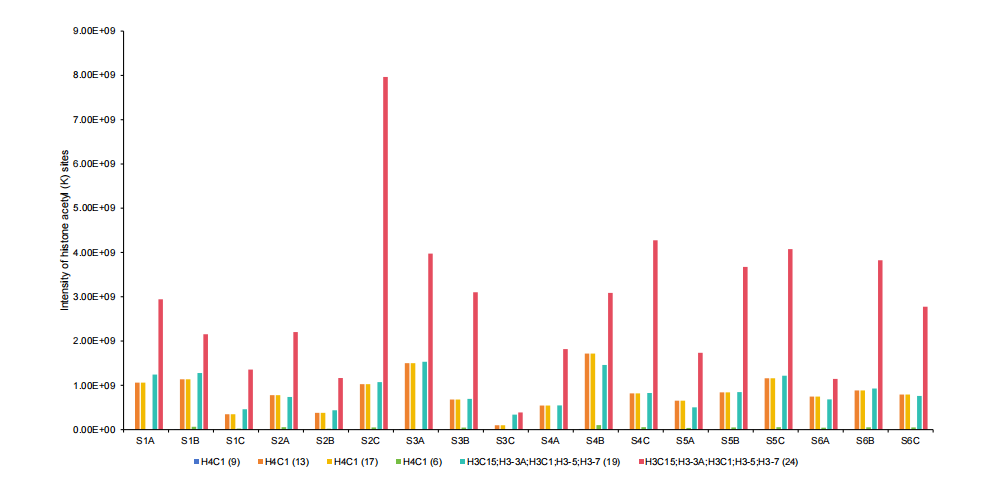 9.00E+09
8.00E+09
7.00E+09
6.00E+09
5.00E+09
4.00E+09
3.00E+09
2.00E+09
1.00E+09
0.00E+00
Intensity of histone acetyl (K) sites
S1A S1B S1C S2A S2B S2C S3A S3B S3C S4A S4B S4C S5A S5B S5C S6A S6B S6C
H4C1 (9) H4C1 (13) H4C1 (17) H4C1 (6) H3C15;H3-3A;H3C1;H3-5;H3-7 (19) H3C15;H3-3A;H3C1;H3-5;H3-7 (24)